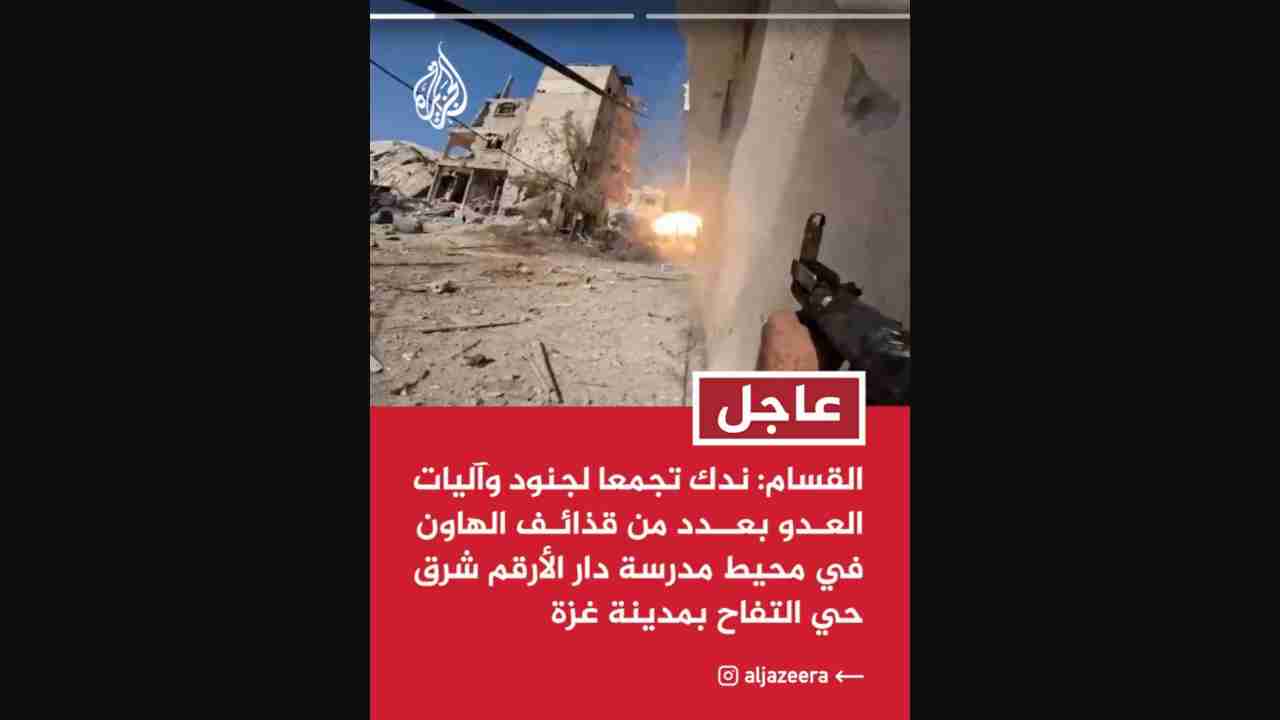 الجزيرة
عاجل
القسام: ندك تجمعا لجنود وآليات
العدو بعدد من قذائف الهاون
في محيط مدرسة دار الأرقم شرق
حي التفاح بمدينة غزة
aljazeera